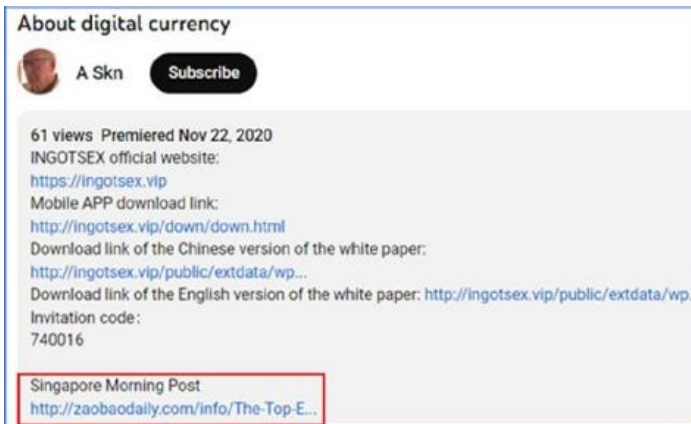 About digital currency
A Skn
Subscribe
61 views Premiered Nov 22, 2020
INGOTSEX official website:
https://ingotsex.vip
Mobile APP download link:
http://ingotsex.vip/down/down.html
Download link of the Chinese version of the white paper:
http://ingotsex.vip/public/extdata/wp...
Download link of the English version of the white paper: http://ingotsex.vip/public/extdata/wp.
Invitation code:
740016
Singapore Morning Post
http://zaobaodaily.com/info/The-Top-E...